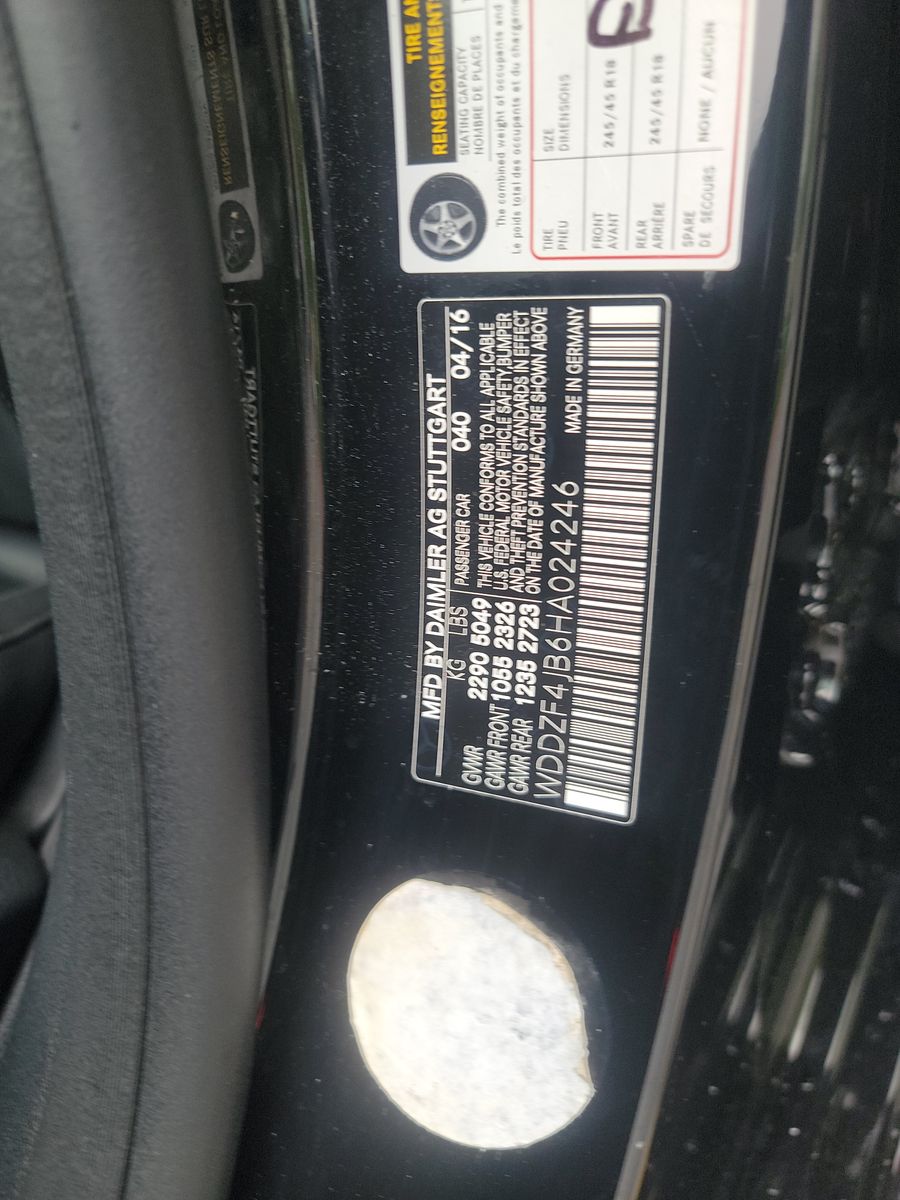 MFD BY DAIMLER AG STUTTGART
KG LBS PASSENGER CAR 040 04/16
GVWR 2290 5049
GAWR FRONT 1055 2326
GAWR REAR 1235 2723
THIS VEHICLE CONFORMS TO ALL APPLICABLE
U.S. FEDERAL MOTOR VEHICLE SAFETY, BUMPER
AND THEFT PREVENTION STANDARDS IN EFFECT
ON THE DATE OF MANUFACTURE SHOWN ABOVE
WDDZF4JB6HA024246 MADE IN GERMANY
TIRE
RENSEIGNEMENT
SEATING CAPACITY
NOMBRE DE PLACES
The combined weight of occupants and
Le poids total des occupants et du chargeme
TIRE SIZE
PNEU DIMENSIONS
FRONT 245/45 R18
AVANT
REAR 245/45 R18
ARRIÈRE
SPARE NONE / AUCUN
DE SECOURS